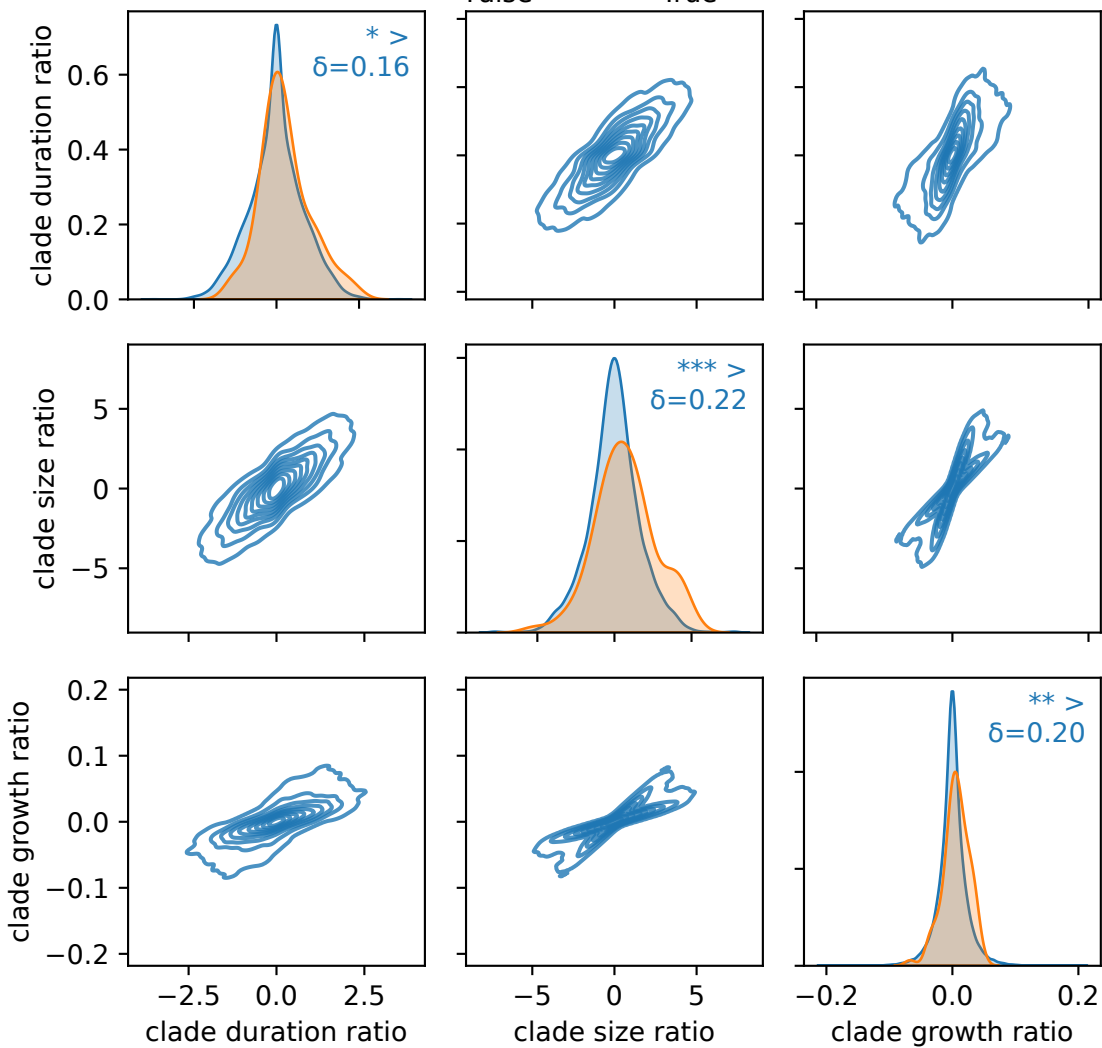 clade duration ratio
0.6
0.4
0.2
0.0
* >
δ=0.16
clade size ratio
5
0
−5
*** >
δ=0.22
clade growth ratio
0.2
0.1
0.0
−0.1
−0.2
** >
δ=0.20
−2.5 0.0 2.5
−5 0 5
−0.2 0.0 0.2
clade duration ratio
clade size ratio
clade growth ratio